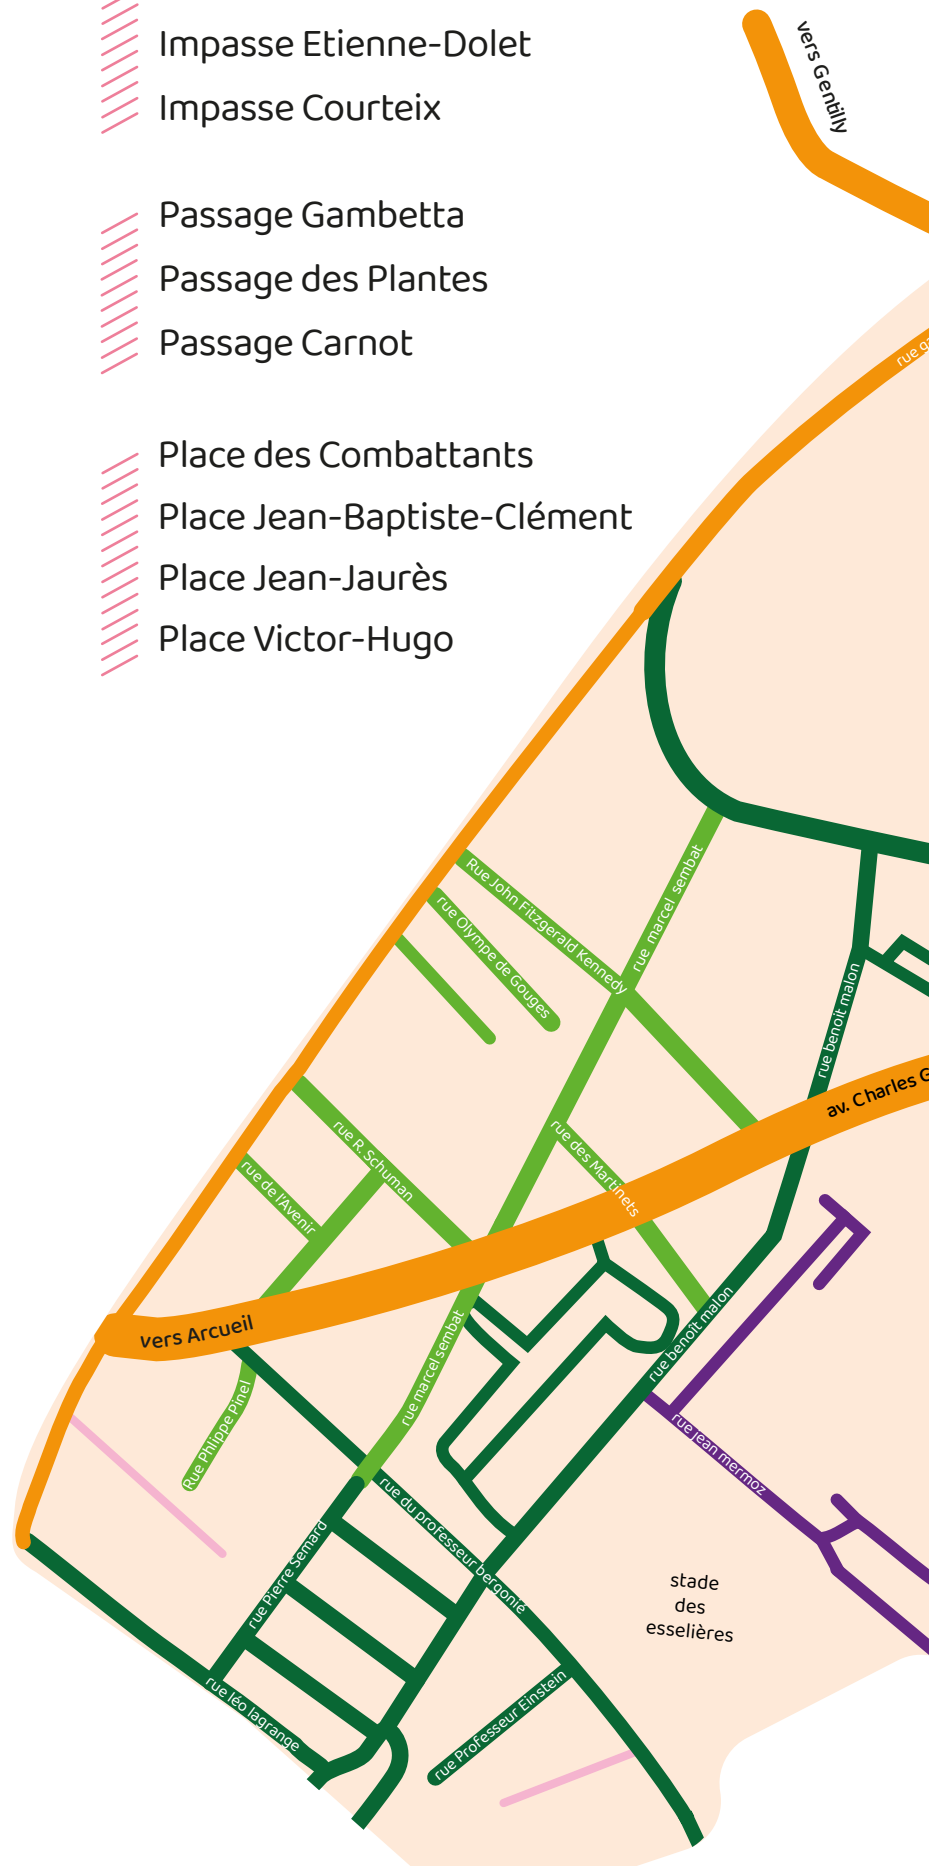 Impasse Etienne-Dolet
Impasse Courteix
Passage Gambetta
Passage des Plantes
Passage Carnot
Place des Combattants
Place Jean-Baptiste-Clément
Place Jean-Jaurès
Place Victor-Hugo
vers Gentilly
rue
rue marcel sembat
Rue John Fitzgerald Kennedy
rue Olympe de Gouges
rue benoit malon
av. Charles
rue R. Schuman
rue des Martinets
rue de l'Avenir
vers Arcueil
rue benoit malon
rue marcel sembat
Rue Phlippe Pinel
rue jean mermoz
rue du professeur bergonié
rue Pierre Semard
stade
des
esselières
rue Professeur Einstein
rue léo lagrange